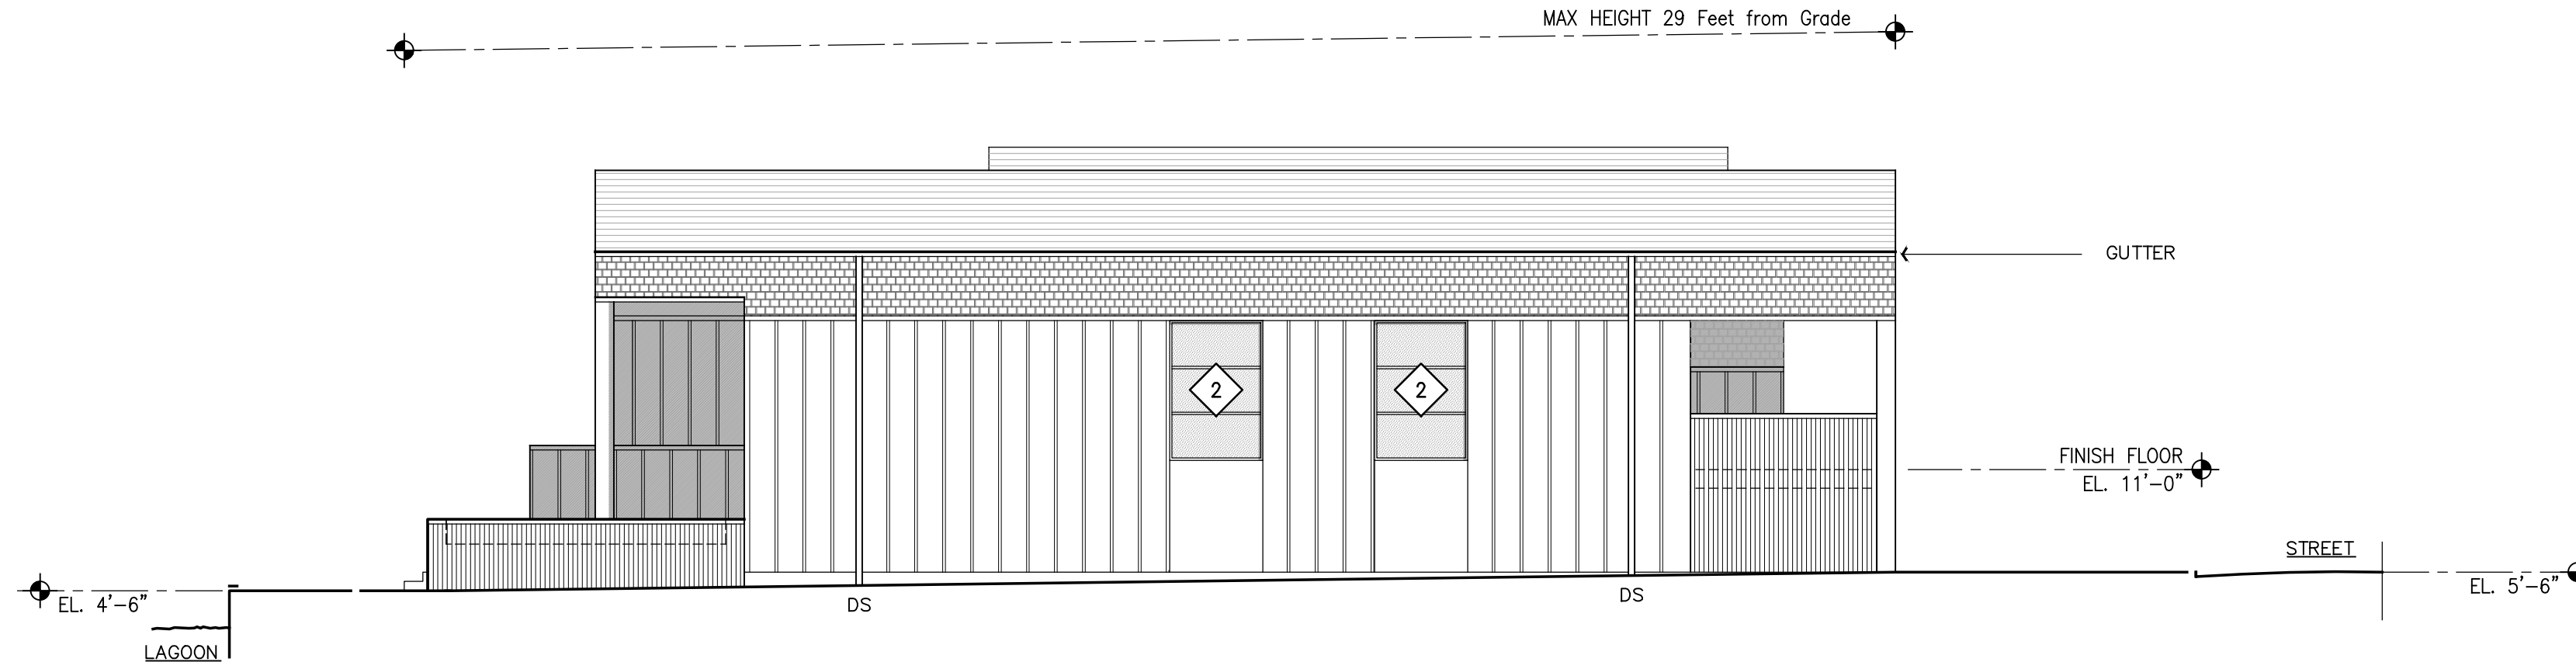 MAX HEIGHT 29 Feet from Grade
GUTTER
2
2
FINISH FLOOR
EL. 11'-0"
STREET
EL. 4'-6"
EL. 5'-6"
DS
DS
LAGOON